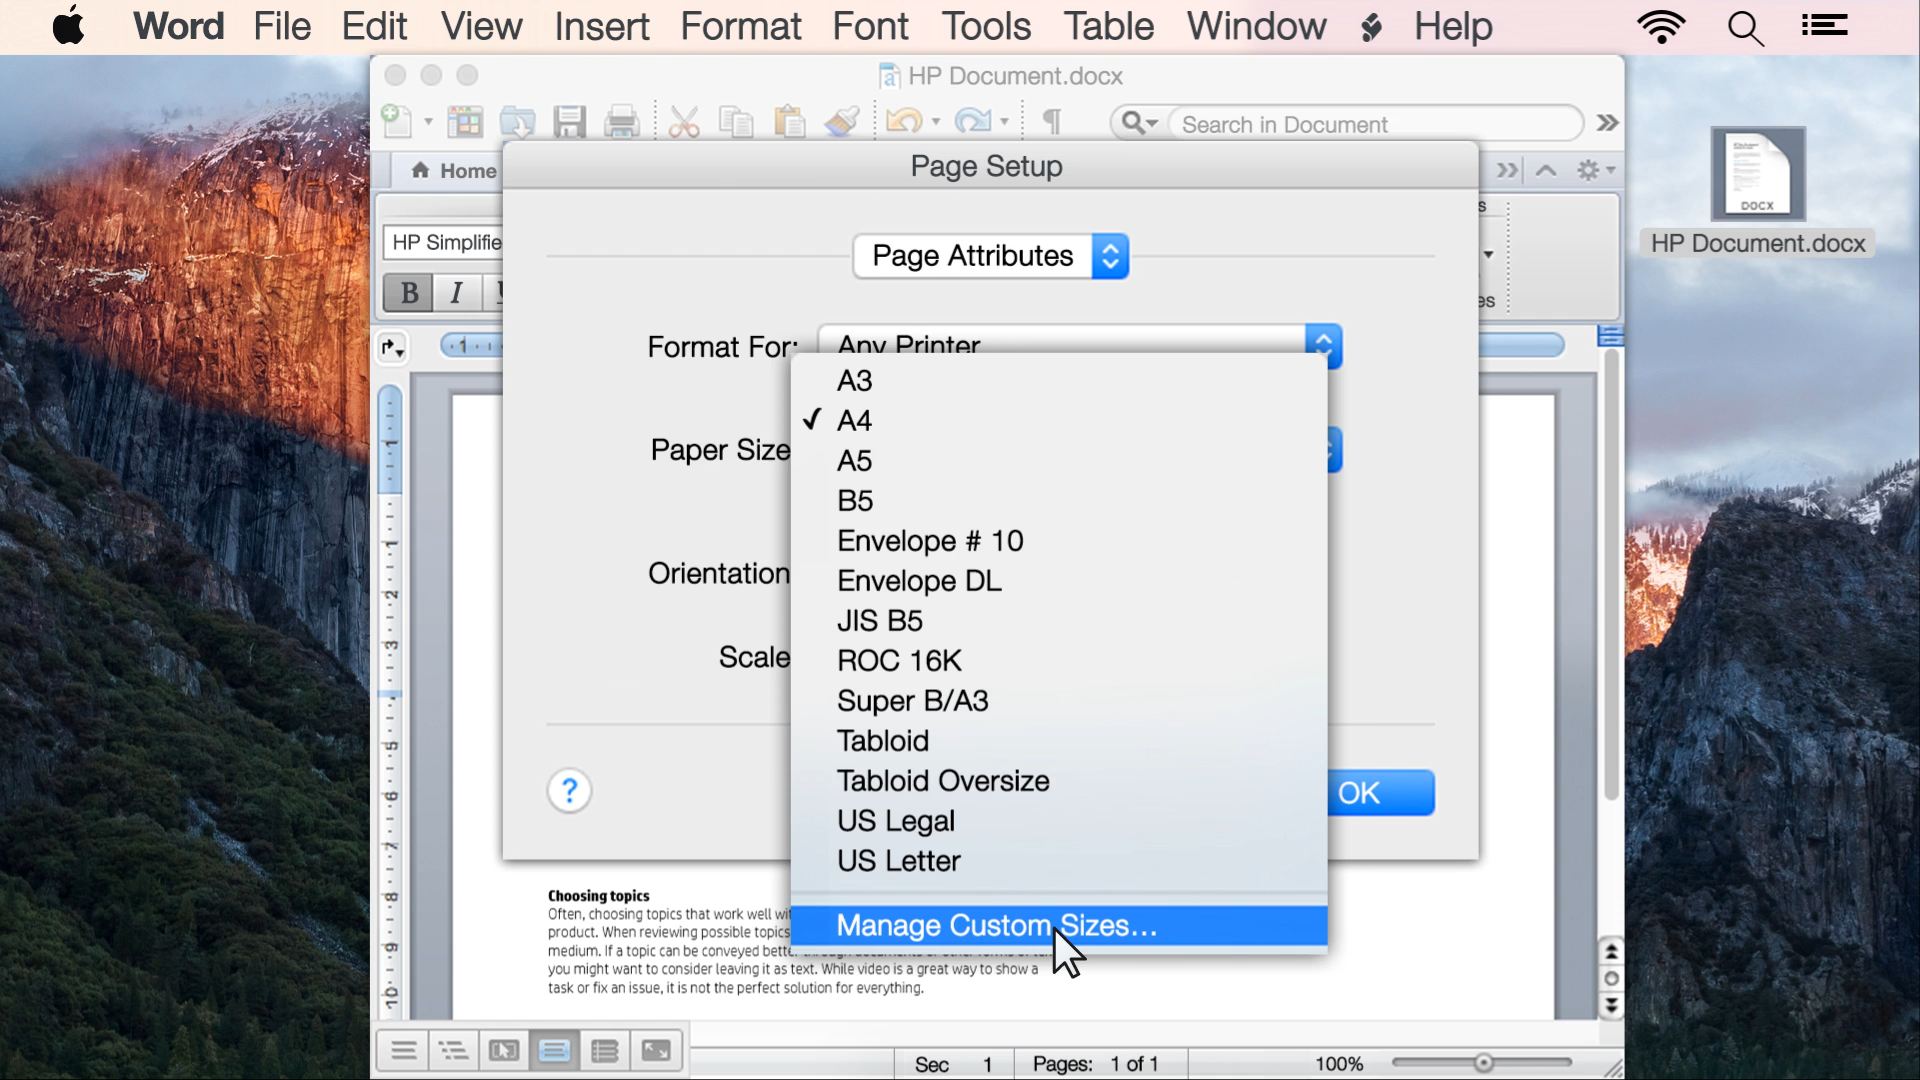 Word File Edit View Insert Format Font Tools Table Window Help
HP Document.docx
Search in Document
Home
Page Setup
DOCX
HP Document.docx
HP Simplifie
Page Attributes
B I U
Format For: Any Printer
A3
✓ A4
Paper Size
A5
B5
Envelope # 10
Orientation
Envelope DL
JIS B5
Scale
ROC 16K
Super B/A3
Tabloid
Tabloid Oversize
? OK
US Legal
US Letter
Manage Custom Sizes...
Choosing topics
Often, choosing topics that work well wi
product. When reviewing possible topics
medium. If a topic can be conveyed bette
you might want to consider leaving it as text. While video is a great way to show a
task or fix an issue, it is not the perfect solution for everything.
Sec 1 Pages: 1 of 1 100%